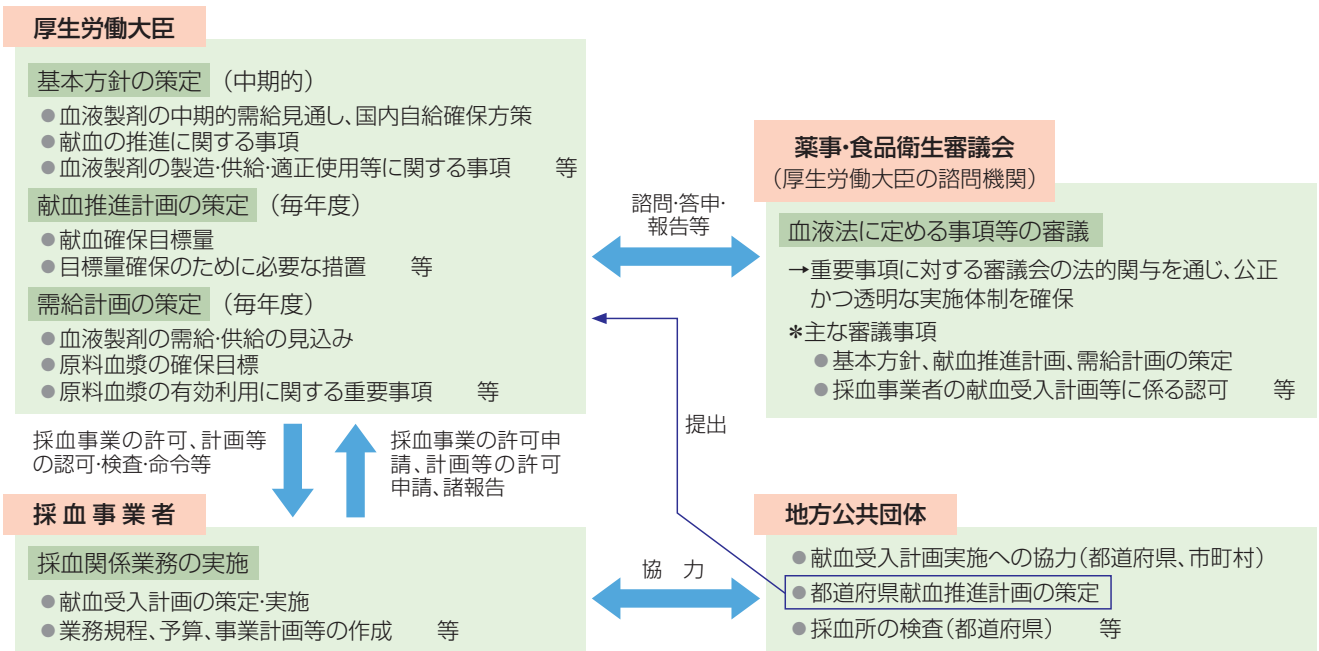 厚生労働大臣
基本方針の策定（中期的）
●血液製剤の中期的需給見通し、国内自給確保方策
●献血の推進に関する事項
●血液製剤の製造・供給・適正使用等に関する事項　等
献血推進計画の策定（毎年度）
●献血確保目標量
●目標量確保のために必要な措置　等
需給計画の策定（毎年度）
●血液製剤の需給・供給の見込み
●原料血漿の確保目標
●原料血漿の有効利用に関する重要事項　等
諮問・答申・
報告等
薬事・食品衛生審議会
（厚生労働大臣の諮問機関）
血液法に定める事項等の審議
→重要事項に対する審議会の法的関与を通じ、公正
かつ透明な実施体制を確保
＊主な審議事項
●基本方針、献血推進計画、需給計画の策定
●採血事業者の献血受入計画等に係る認可　等
採血事業の許可、計画等
の認可・検査・命令等
採血事業の許可申
請、計画等の許可
申請、諸報告
提出
採血事業者
採血関係業務の実施
●献血受入計画の策定・実施
●業務規程、予算、事業計画等の作成　等
協　力
地方公共団体
●献血受入計画実施への協力（都道府県、市町村）
●都道府県献血推進計画の策定
●採血所の検査（都道府県）　等